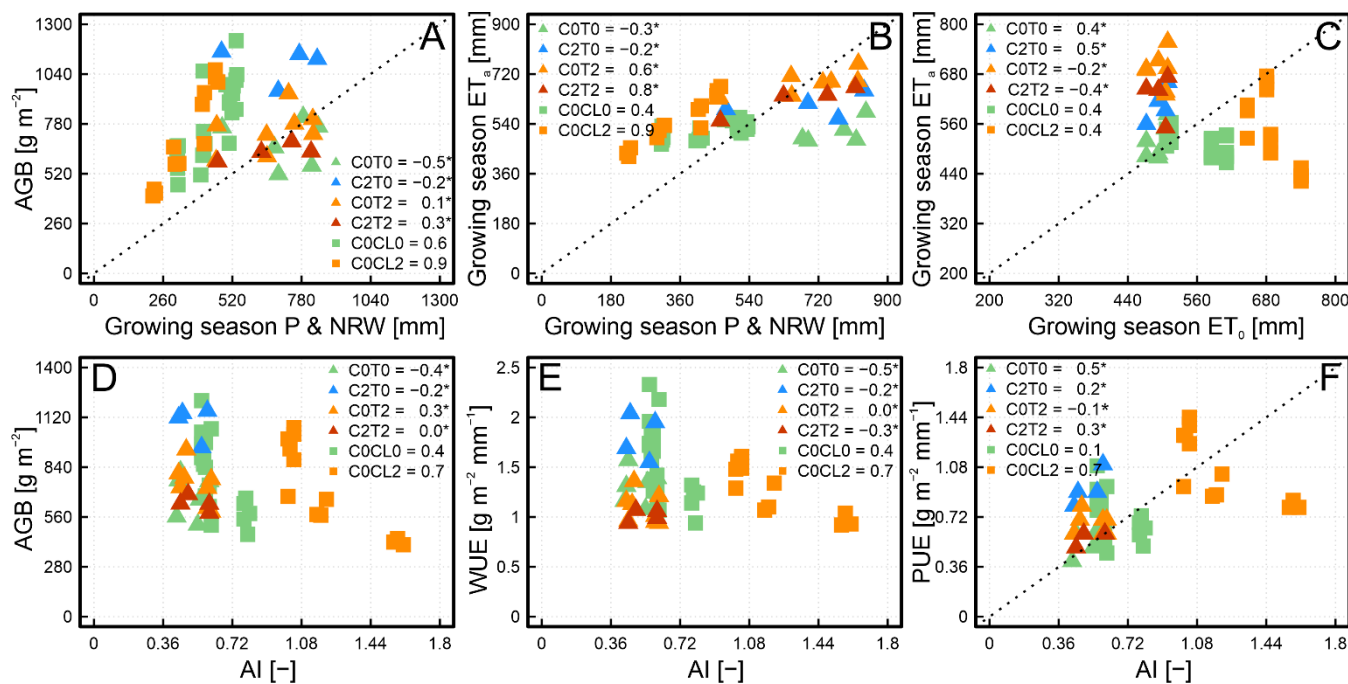 A
1300
1040
780
520
260
0
AGB [g m⁻²]
C0T0 = −0.5*
C2T0 = −0.2*
C0T2 = 0.1*
C2T2 = 0.3*
C0CL0 = 0.6
C0CL2 = 0.9
0 260 520 780 1040 1300
Growing season P & NRW [mm]
B
900
720
540
360
180
0
Growing season ETₐ [mm]
C0T0 = −0.3*
C2T0 = −0.2*
C0T2 = 0.6*
C2T2 = 0.8*
C0CL0 = 0.4
C0CL2 = 0.9
0 180 360 540 720 900
Growing season P & NRW [mm]
C
800
680
560
440
320
200
Growing season ETₐ [mm]
C0T0 = 0.4*
C2T0 = 0.5*
C0T2 = −0.2*
C2T2 = −0.4*
C0CL0 = 0.4
C0CL2 = 0.4
200 320 440 560 680 800
Growing season ET₀ [mm]
D
1400
1120
840
560
280
0
AGB [g m⁻²]
C0T0 = −0.4*
C2T0 = −0.2*
C0T2 = 0.3*
C2T2 = 0.0*
C0CL0 = 0.4
C0CL2 = 0.7
0 0.36 0.72 1.08 1.44 1.8
AI [−]
E
2.5
2
1.5
1
0.5
0
WUE [g m⁻² mm⁻¹]
C0T0 = −0.5*
C2T0 = −0.2*
C0T2 = 0.0*
C2T2 = −0.3*
C0CL0 = 0.4
C0CL2 = 0.7
0 0.36 0.72 1.08 1.44 1.8
AI [−]
F
1.8
1.44
1.08
0.72
0.36
0
PUE [g m⁻² mm⁻¹]
C0T0 = 0.5*
C2T0 = 0.2*
C0T2 = −0.1*
C2T2 = 0.3*
C0CL0 = 0.1
C0CL2 = 0.7
0 0.36 0.72 1.08 1.44 1.8
AI [−]